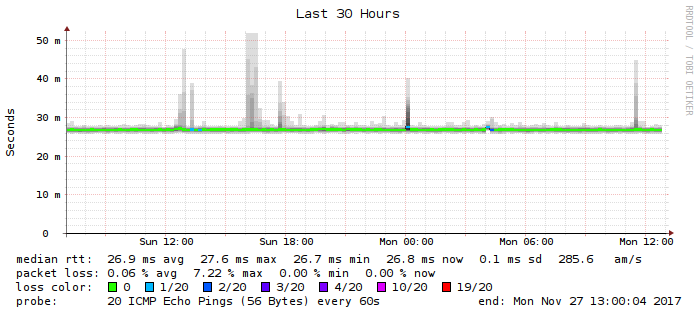 Last 30 Hours
RRDTOOL / TOBI OETIKER
Seconds
50 m
40 m
30 m
20 m
10 m
0
Sun 12:00 Sun 18:00 Mon 00:00 Mon 06:00 Mon 12:00
median rtt: 26.9 ms avg 27.6 ms max 26.7 ms min 26.8 ms now 0.1 ms sd 285.6 am/s
packet loss: 0.06 % avg 7.22 % max 0.00 % min 0.00 % now
loss color: 0 1/20 2/20 3/20 4/20 10/20 19/20
probe: 20 ICMP Echo Pings (56 Bytes) every 60s end: Mon Nov 27 13:00:04 2017